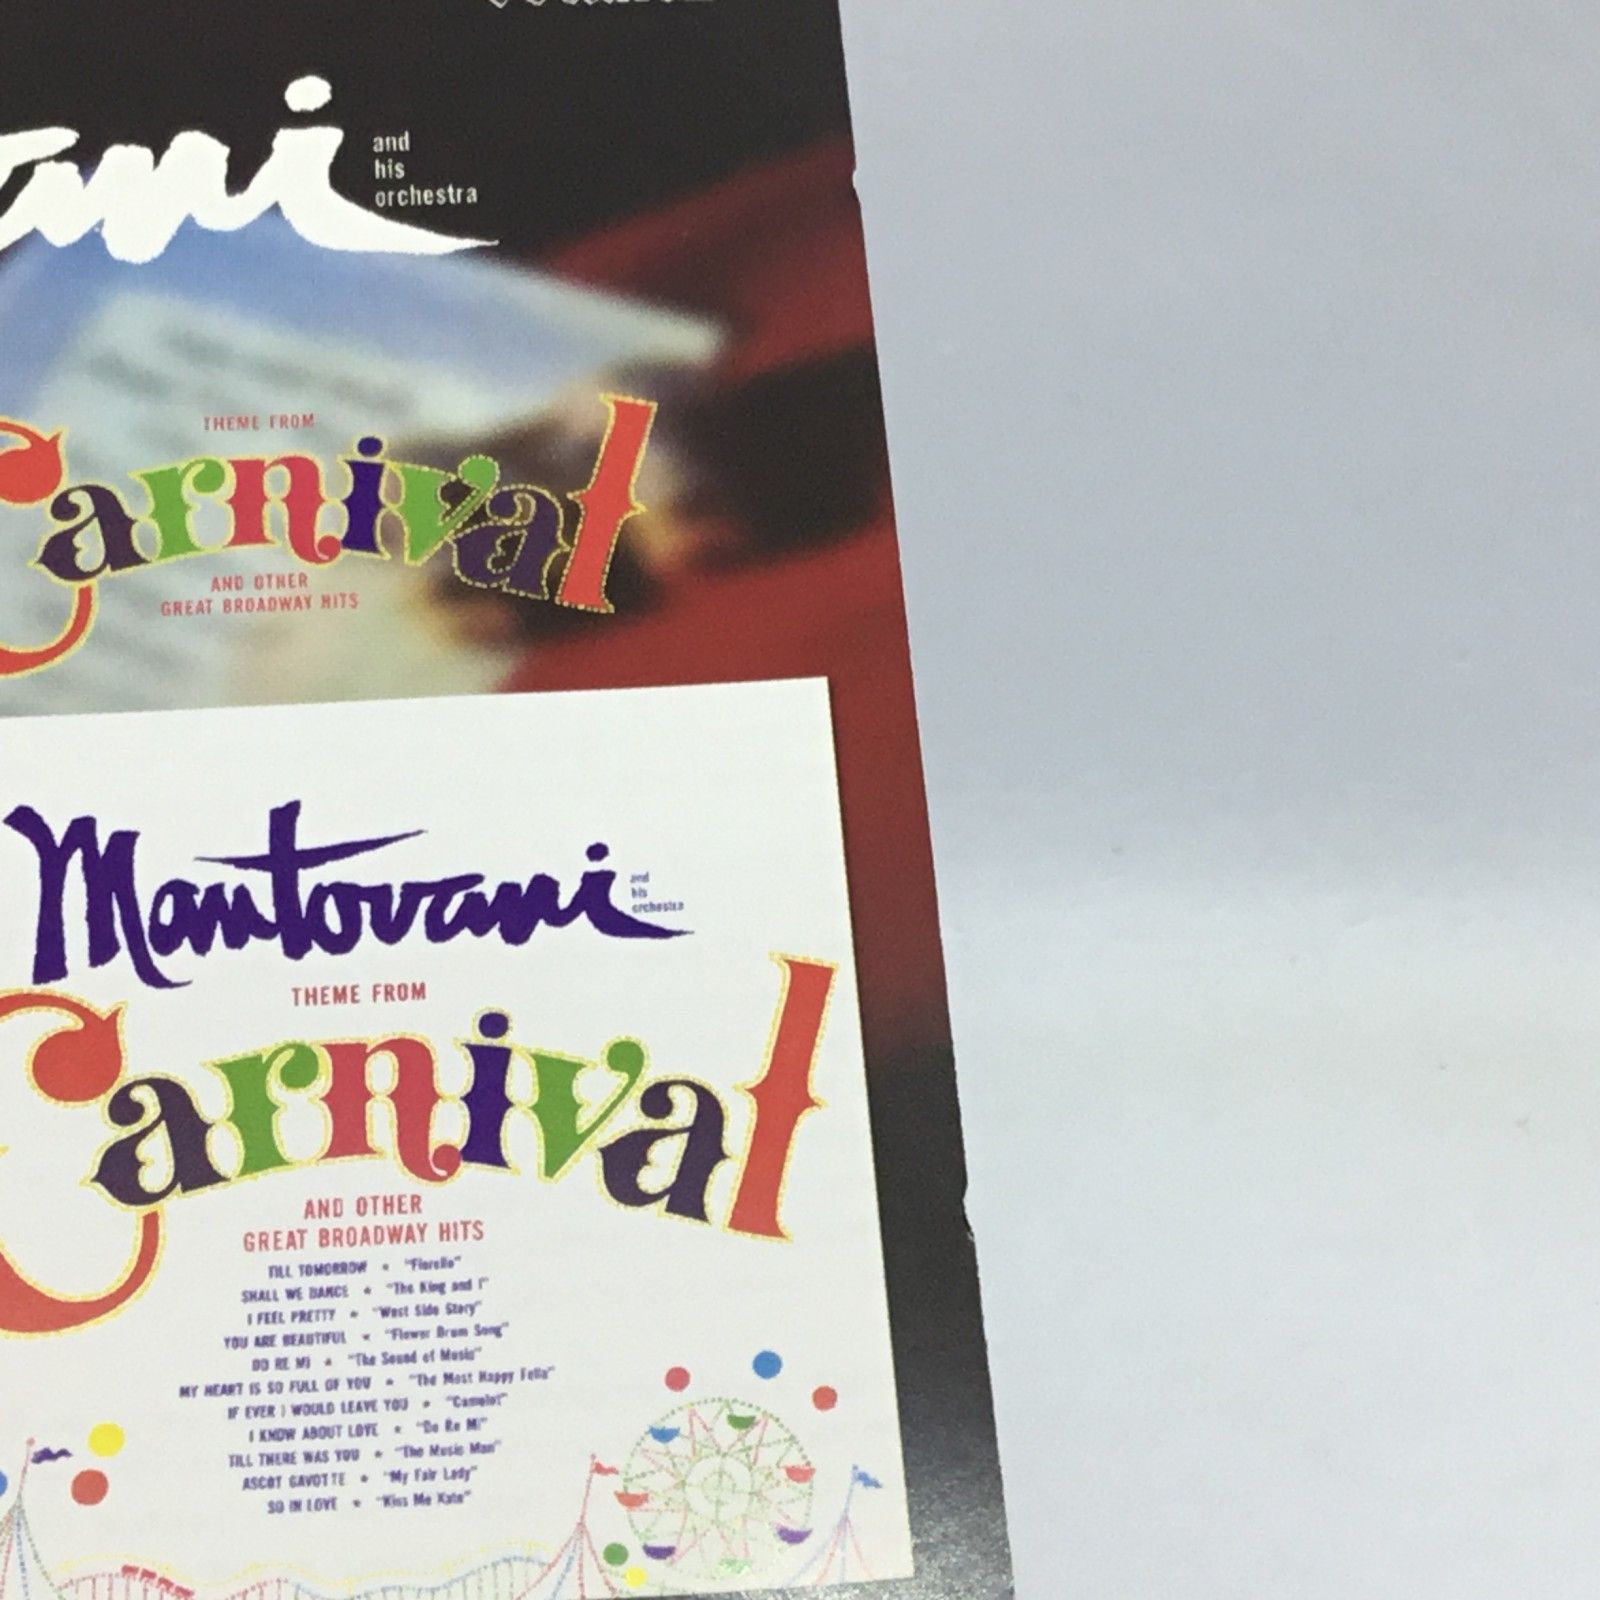 and
his
orchestra
THEME FROM
Carnival
AND OTHER
GREAT BROADWAY HITS
Mantovani
and
his
orchestra
THEME FROM
Carnival
AND OTHER
GREAT BROADWAY HITS
TILL TOMORROW * "Fiorello"
SHALL WE DANCE * "The King and I"
I FEEL PRETTY * "West Side Story"
YOU ARE BEAUTIFUL * "Flower Drum Song"
DO RE MI * "The Sound of Music"
MY HEART IS SO FULL OF YOU * "The Most Happy Fella"
IF EVER I WOULD LEAVE YOU * "Camelot"
I KNOW ABOUT LOVE * "Do Re Mi"
TILL THERE WAS YOU * "The Music Man"
ASCOT GAVOTTE * "My Fair Lady"
SO IN LOVE * "Kiss Me Kate"